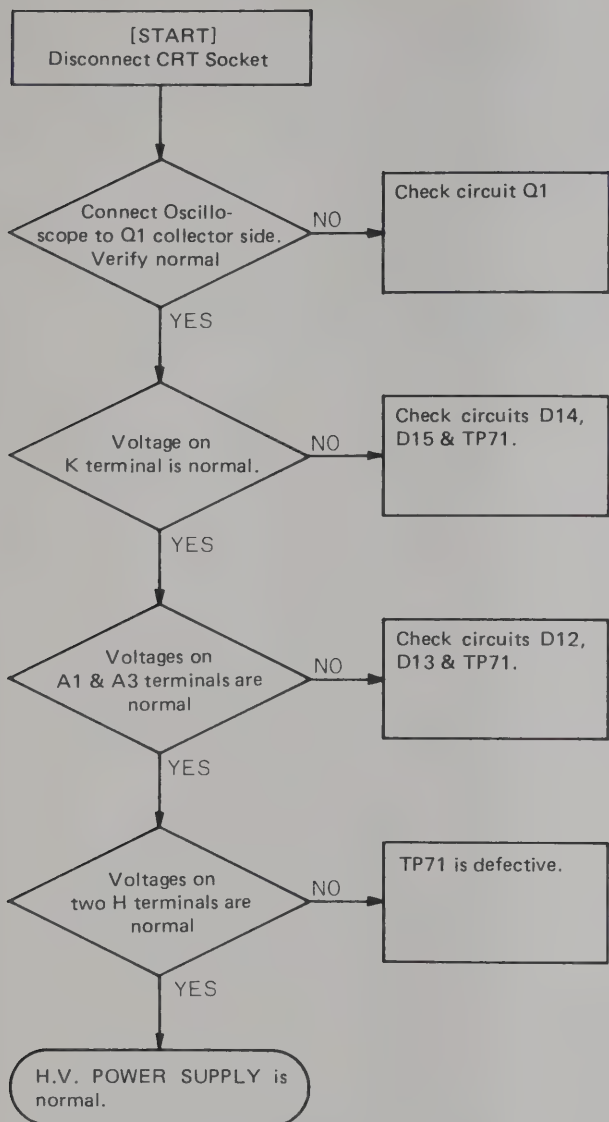 [START]
Disconnect CRT Socket
Connect Oscillo-
scope to Q1 collector side.
Verify normal
NO
Check circuit Q1
YES
Voltage on
K terminal is normal.
NO
Check circuits D14,
D15 & TP71.
YES
Voltages on
A1 & A3 terminals are
normal
NO
Check circuits D12,
D13 & TP71.
YES
Voltages on
two H terminals are
normal
NO
TP71 is defective.
YES
H.V. POWER SUPPLY is
normal.